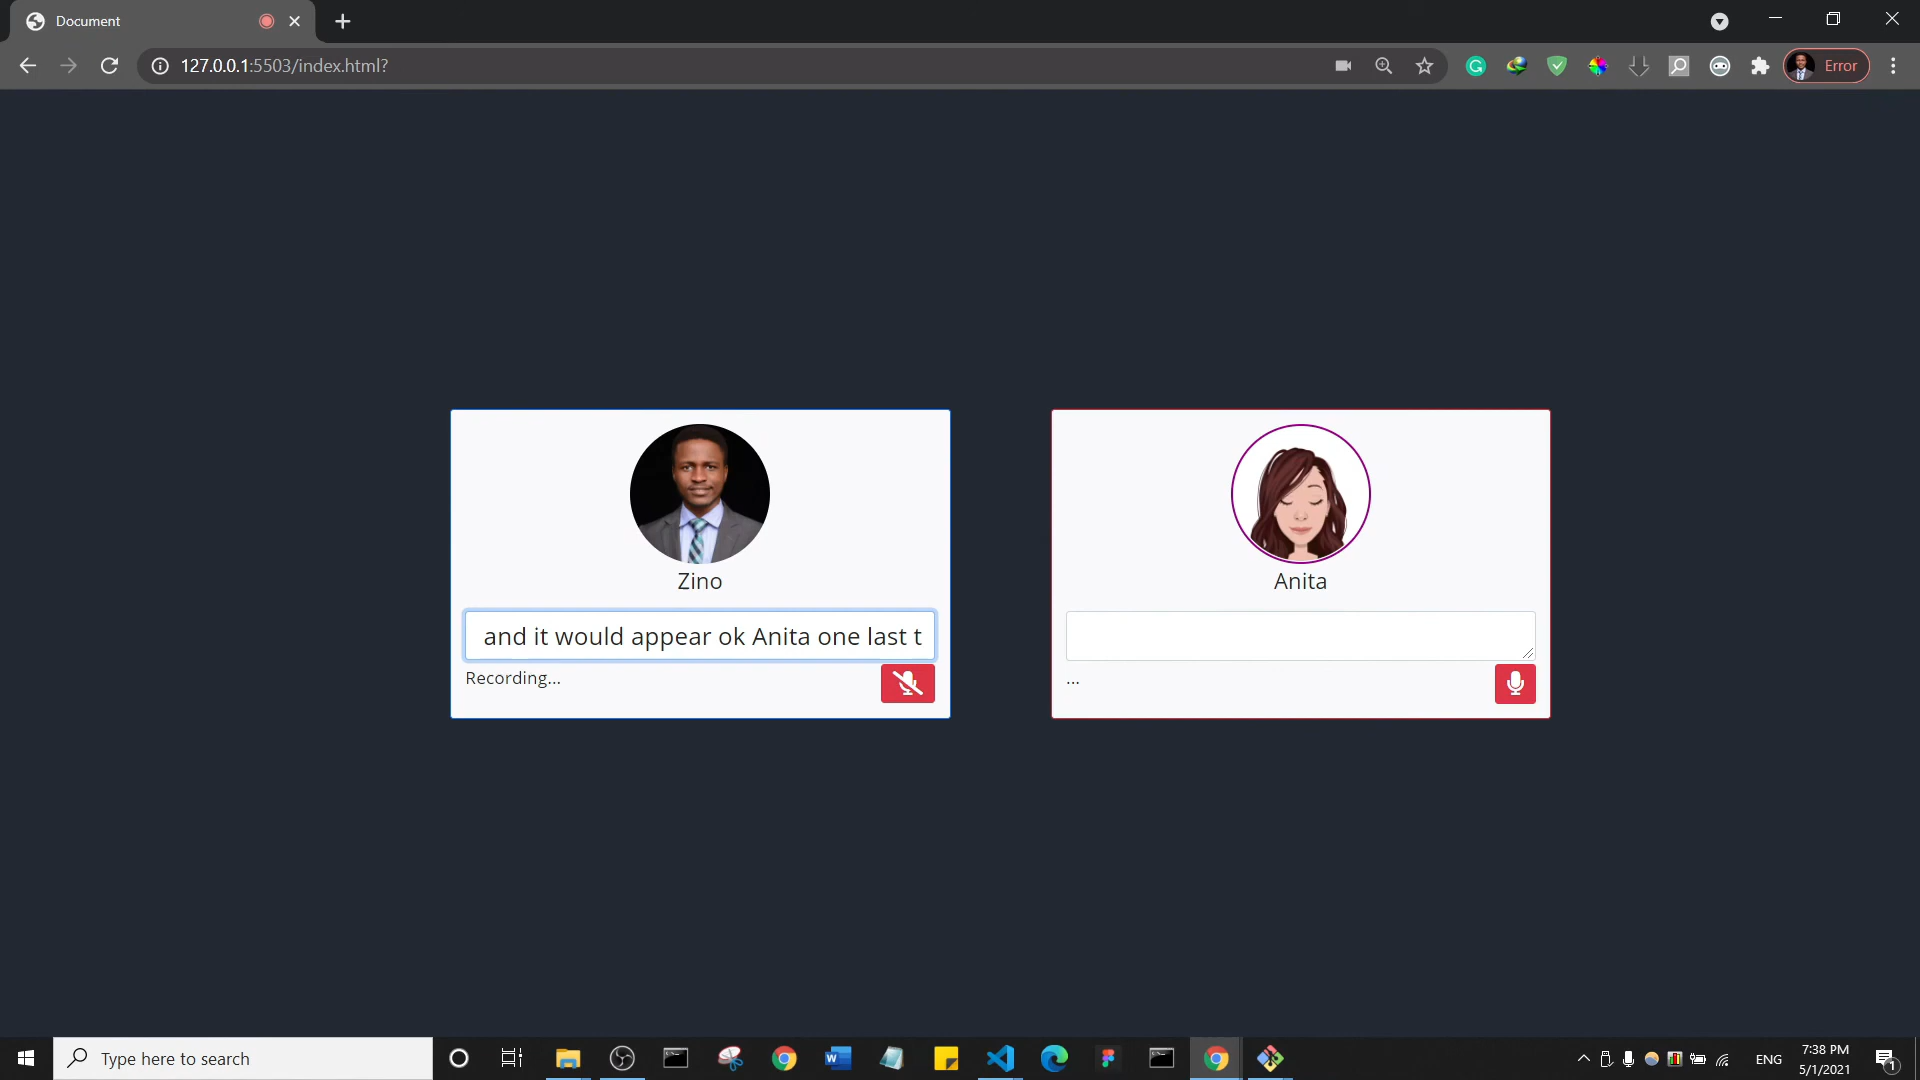 Document
127.0.0.1:5503/index.html?
Error
Zino
and it would appear ok Anita one last t
Recording...
Anita
...
Type here to search
ENG
7:38 PM
5/1/2021
1